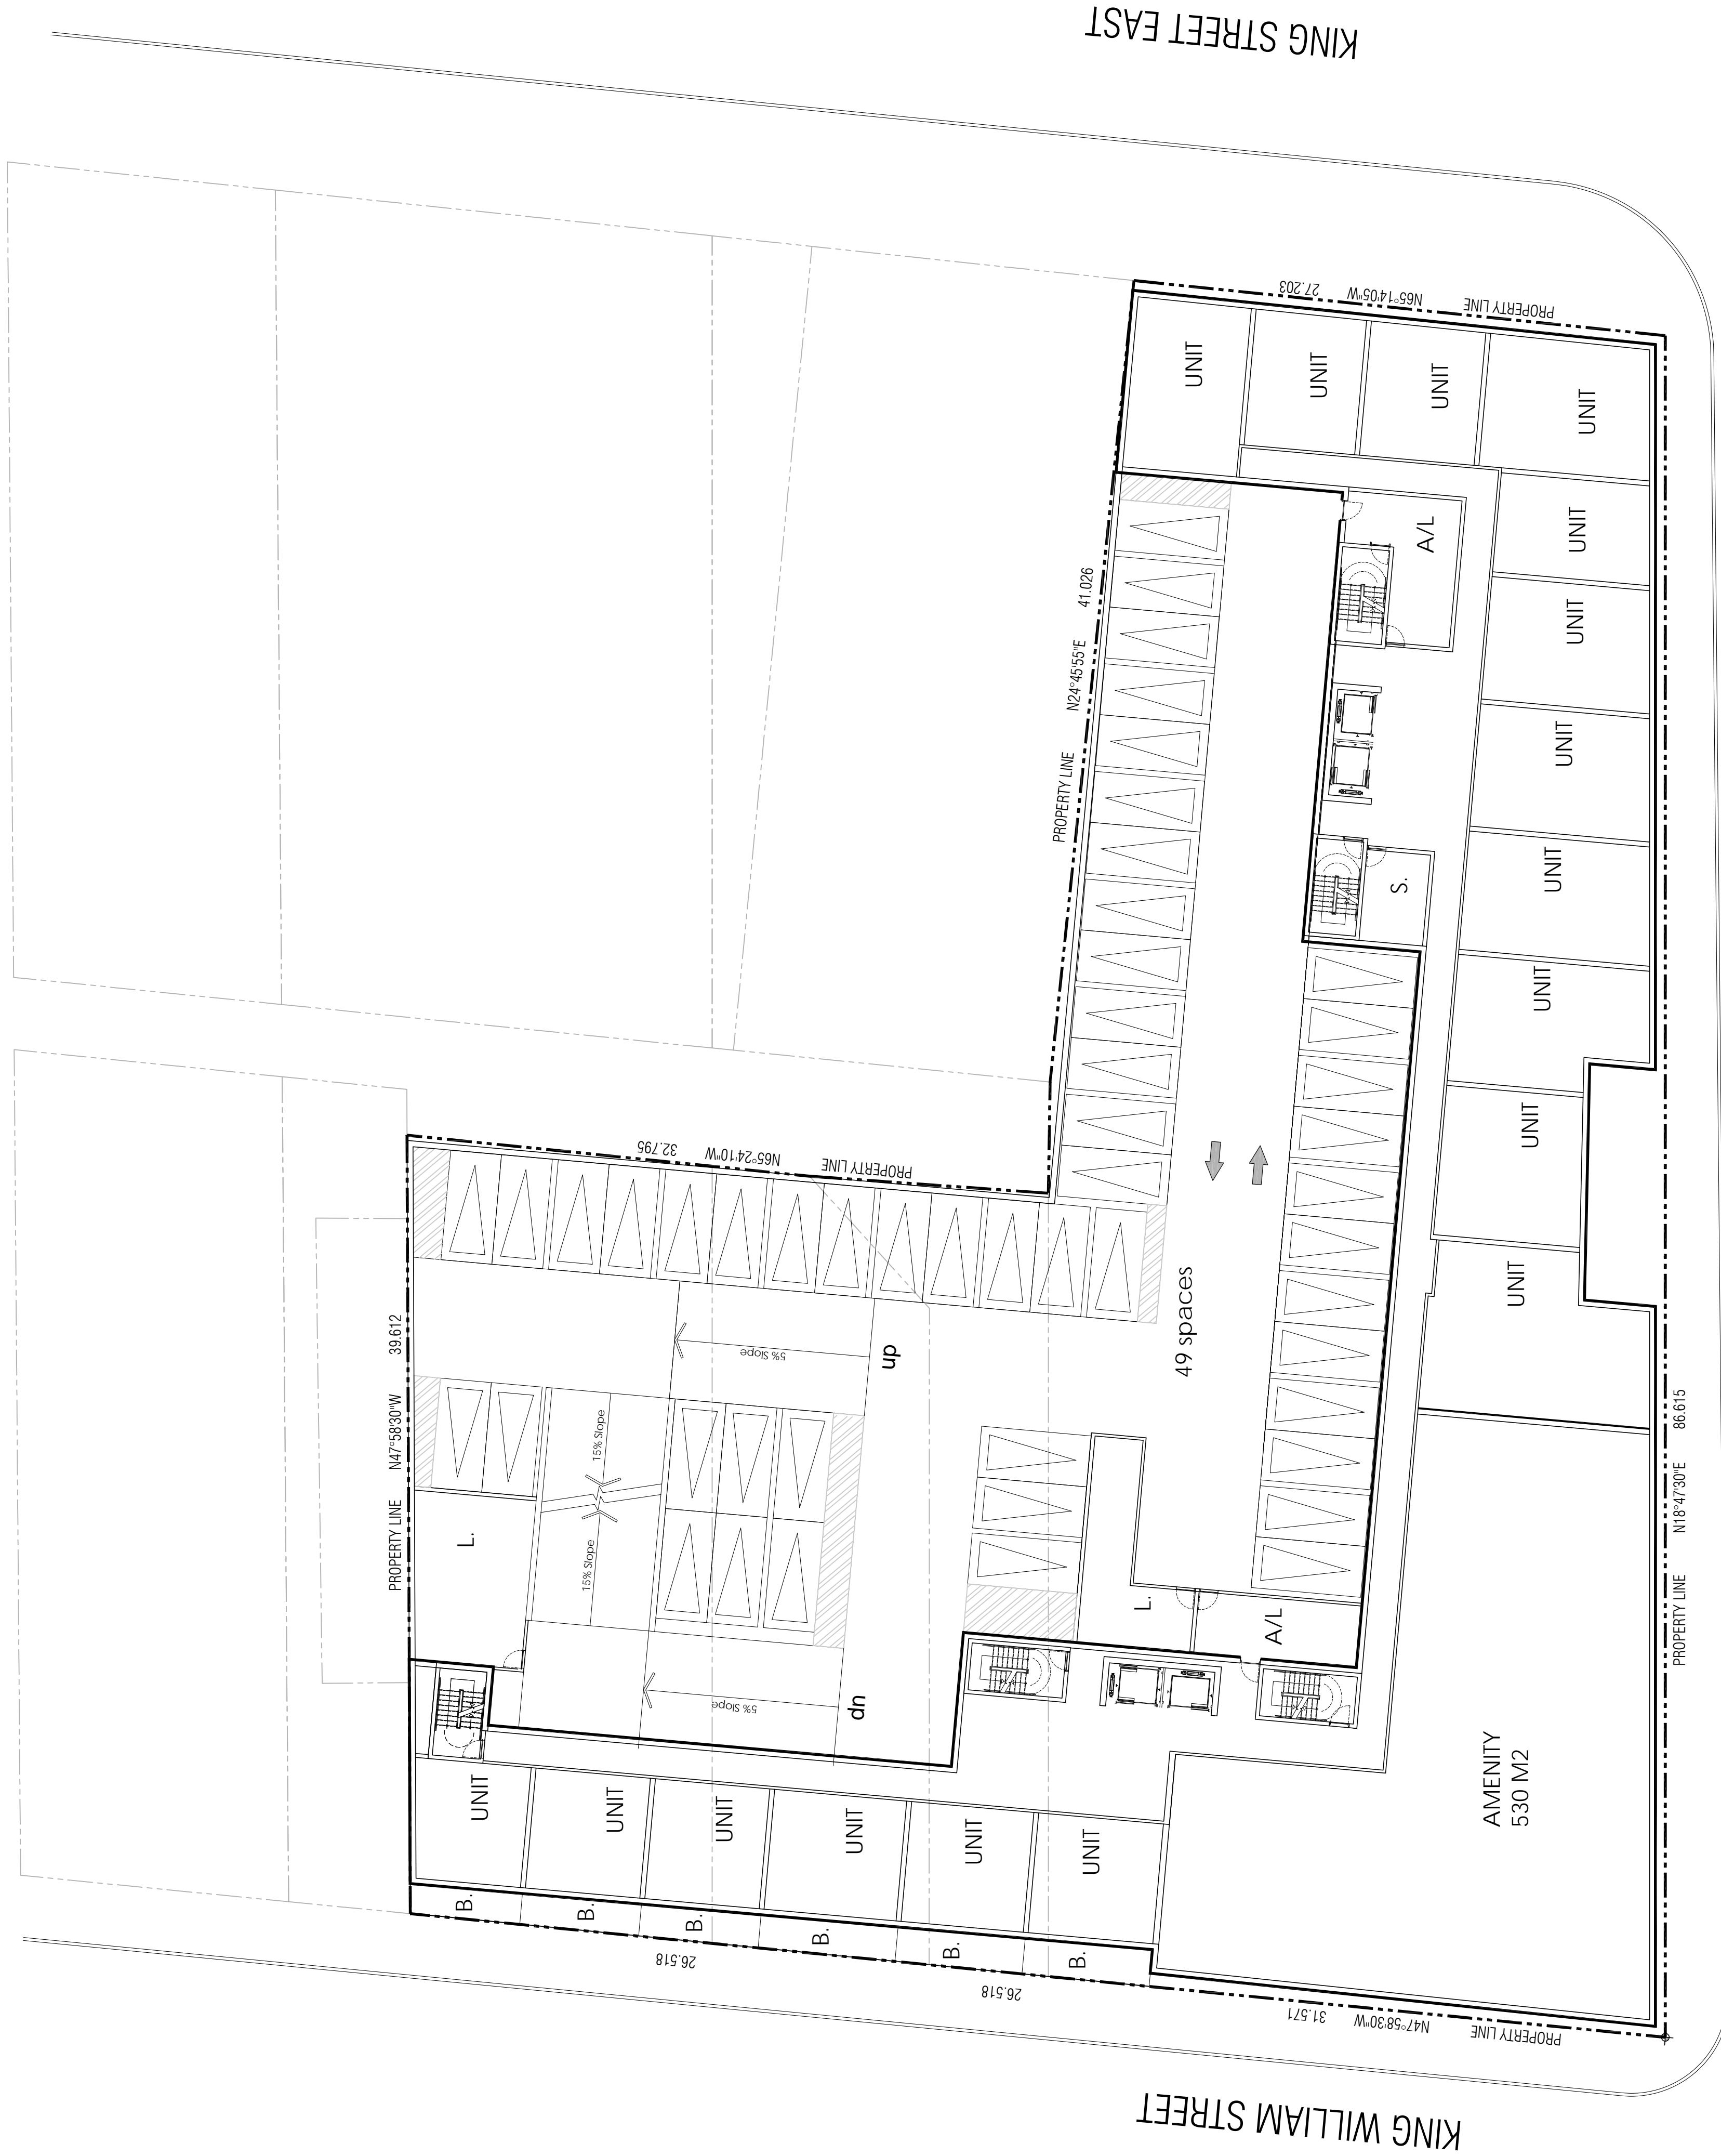 KING STREET EAST
PROPERTY LINE N65°14'05"W 27.203
UNIT
UNIT
UNIT
UNIT
UNIT
UNIT
UNIT
UNIT
UNIT
UNIT
UNIT
A/L
S.
PROPERTY LINE N24°45'55"E 41.026
PROPERTY LINE N65°24'10"W 32.795
49 spaces
PROPERTY LINE N47°58'30"W 39.612
5% Slope
up
15% Slope
15% Slope
L.
5% Slope
dn
L.
A/L
AMENITY
530 M2
PROPERTY LINE N18°47'30"E 86.615
UNIT
UNIT
UNIT
UNIT
UNIT
UNIT
B.
B.
B.
B.
B.
B.
26.518
26.518
PROPERTY LINE N47°58'30"W 31.571
KING WILLIAM STREET